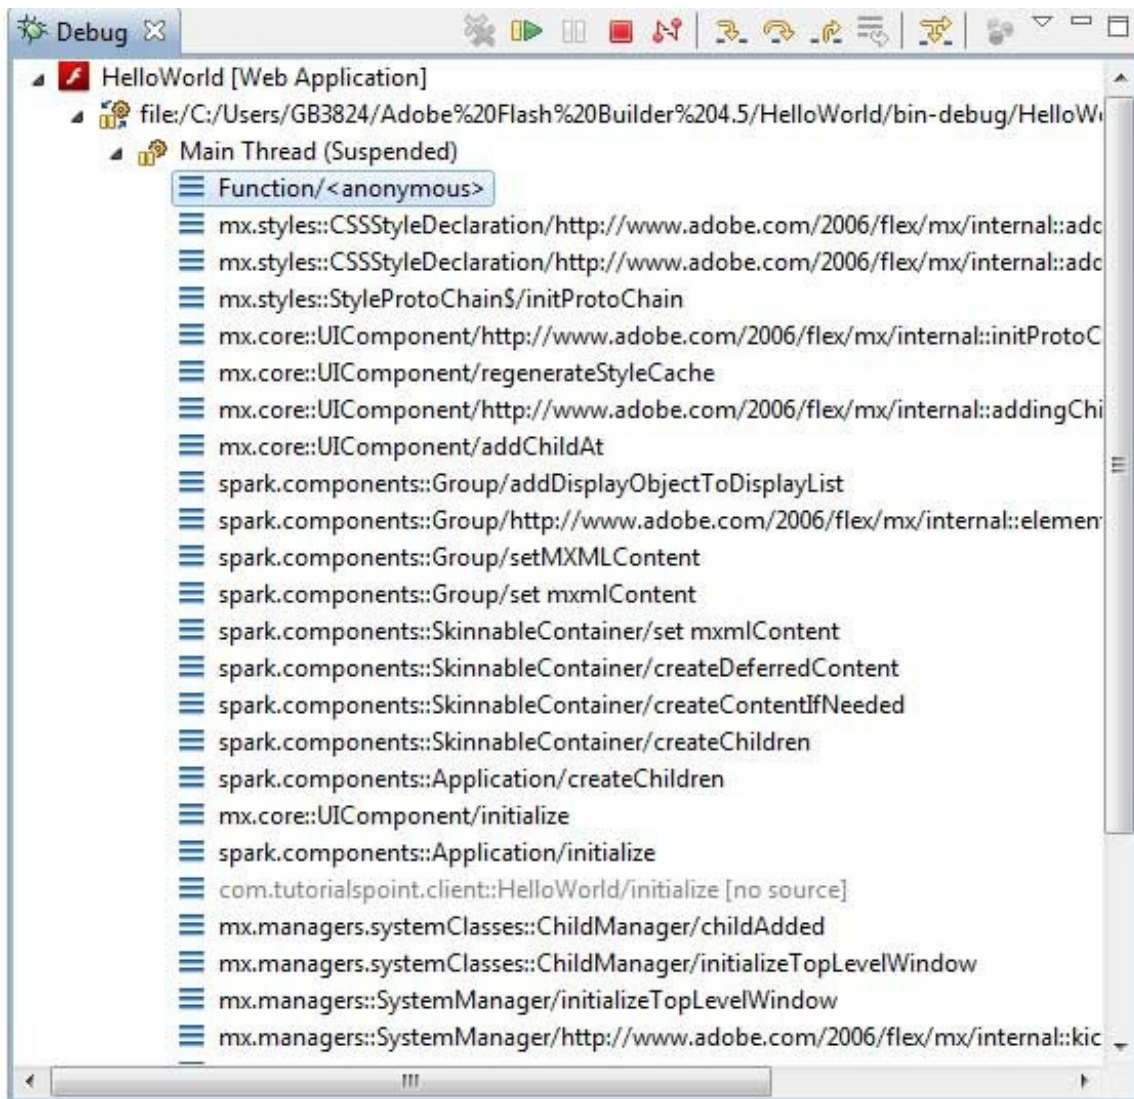 Debug
HelloWorld [Web Application]
file:/C:/Users/GB3824/Adobe%20Flash%20Builder%204.5/HelloWorld/bin-debug/HelloW
Main Thread (Suspended)
Function/<anonymous>
mx.styles::CSSStyleDeclaration/http://www.adobe.com/2006/flex/mx/internal::add
mx.styles::CSSStyleDeclaration/http://www.adobe.com/2006/flex/mx/internal::add
mx.styles::StyleProtoChain$/initProtoChain
mx.core::UIComponent/http://www.adobe.com/2006/flex/mx/internal::initProtoC
mx.core::UIComponent/regenerateStyleCache
mx.core::UIComponent/http://www.adobe.com/2006/flex/mx/internal::addingChi
mx.core::UIComponent/addChildAt
spark.components::Group/addDisplayObjectToDisplayList
spark.components::Group/http://www.adobe.com/2006/flex/mx/internal::elemen
spark.components::Group/setMXMLContent
spark.components::Group/set mxmlContent
spark.components::SkinnableContainer/set mxmlContent
spark.components::SkinnableContainer/createDeferredContent
spark.components::SkinnableContainer/createContentIfNeeded
spark.components::SkinnableContainer/createChildren
spark.components::Application/createChildren
mx.core::UIComponent/initialize
spark.components::Application/initialize
com.tutorialspoint.client::HelloWorld/initialize [no source]
mx.managers.systemClasses::ChildManager/childAdded
mx.managers.systemClasses::ChildManager/initializeTopLevelWindow
mx.managers::SystemManager/initializeTopLevelWindow
mx.managers::SystemManager/http://www.adobe.com/2006/flex/mx/internal::kic